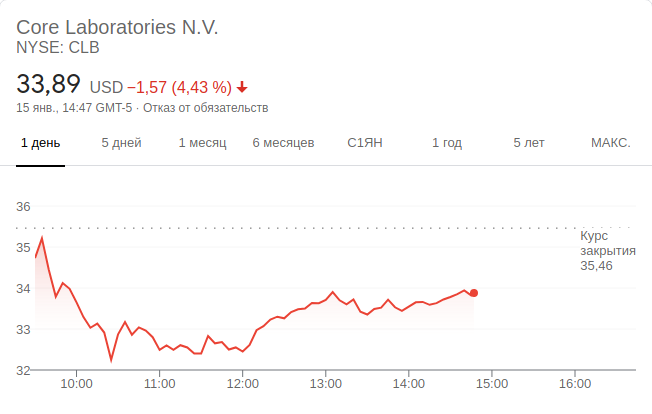 Core Laboratories N.V.
NYSE: CLB
33,89 USD −1,57 (4,43 %)
15 янв., 14:47 GMT-5 · Отказ от обязательств
1 день 5 дней 1 месяц 6 месяцев С1ЯН 1 год 5 лет МАКС.
36
35
34
33
32
Курс
закрытия
35,46
10:00 11:00 12:00 13:00 14:00 15:00 16:00